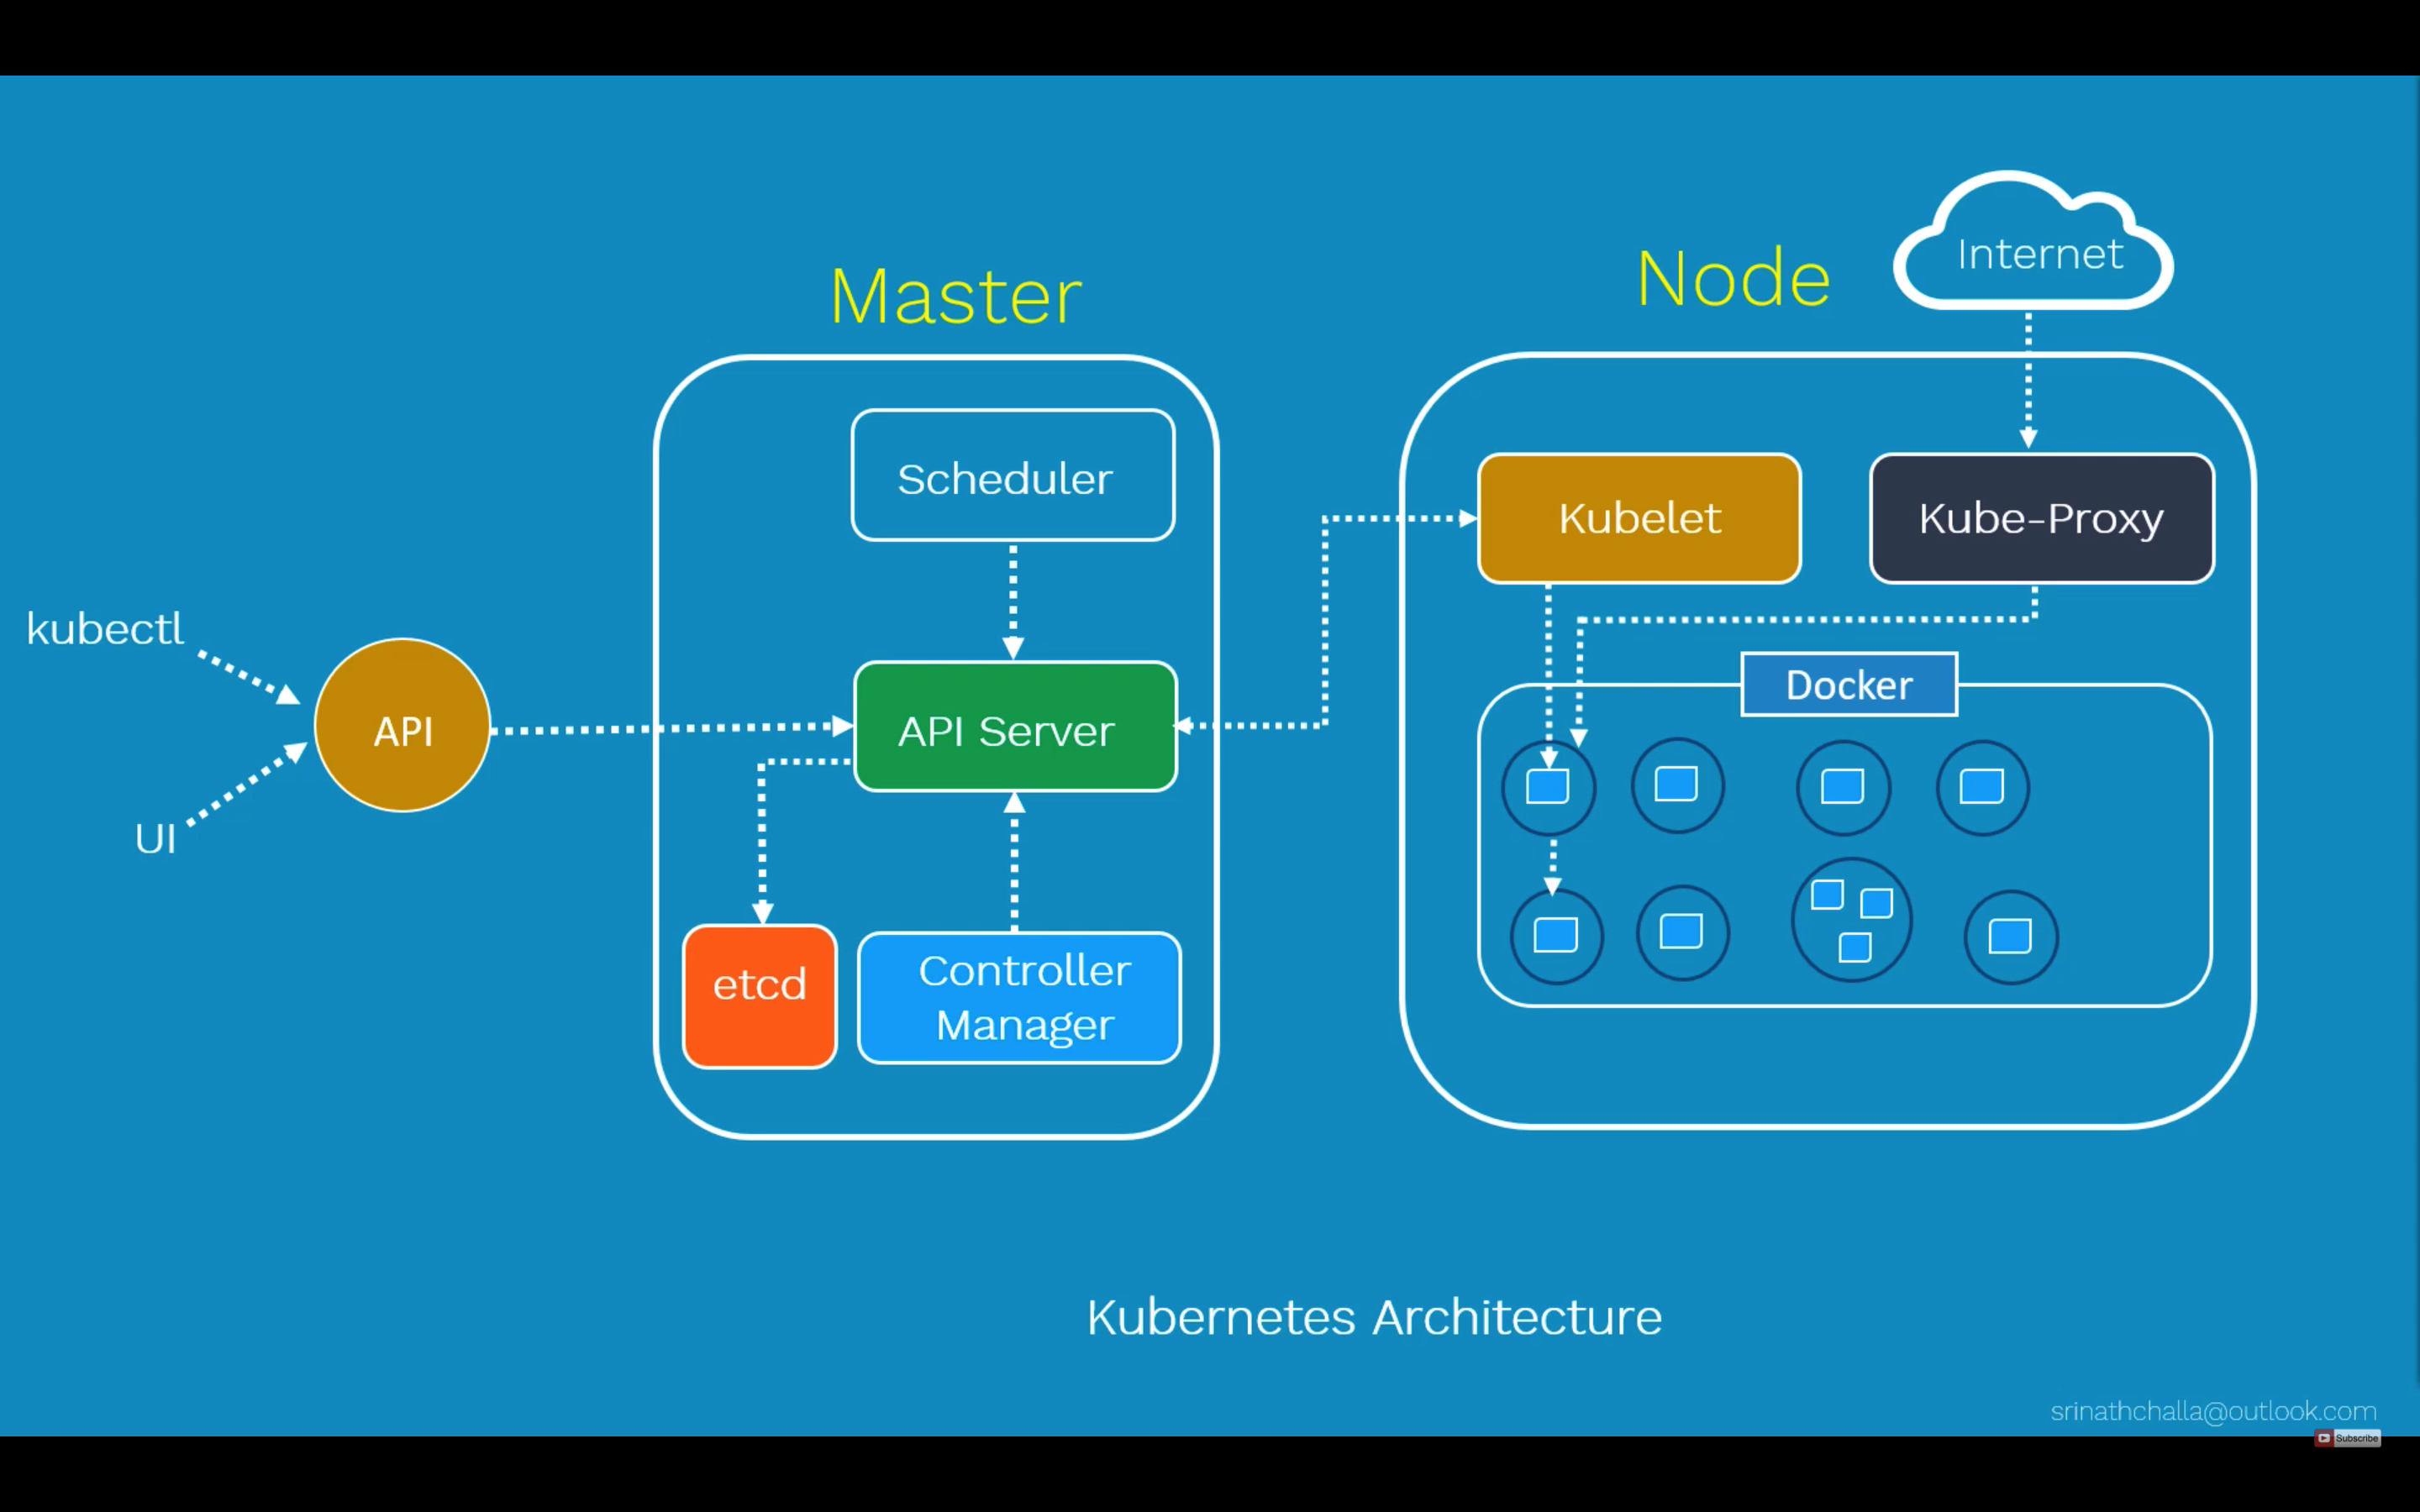 Master
Node
Internet
Scheduler
Kubelet
Kube-Proxy
kubectl
API
API Server
Docker
UI
etcd
Controller
Manager
Kubernetes Architecture
srinathchalla@outlook.com
Subscribe